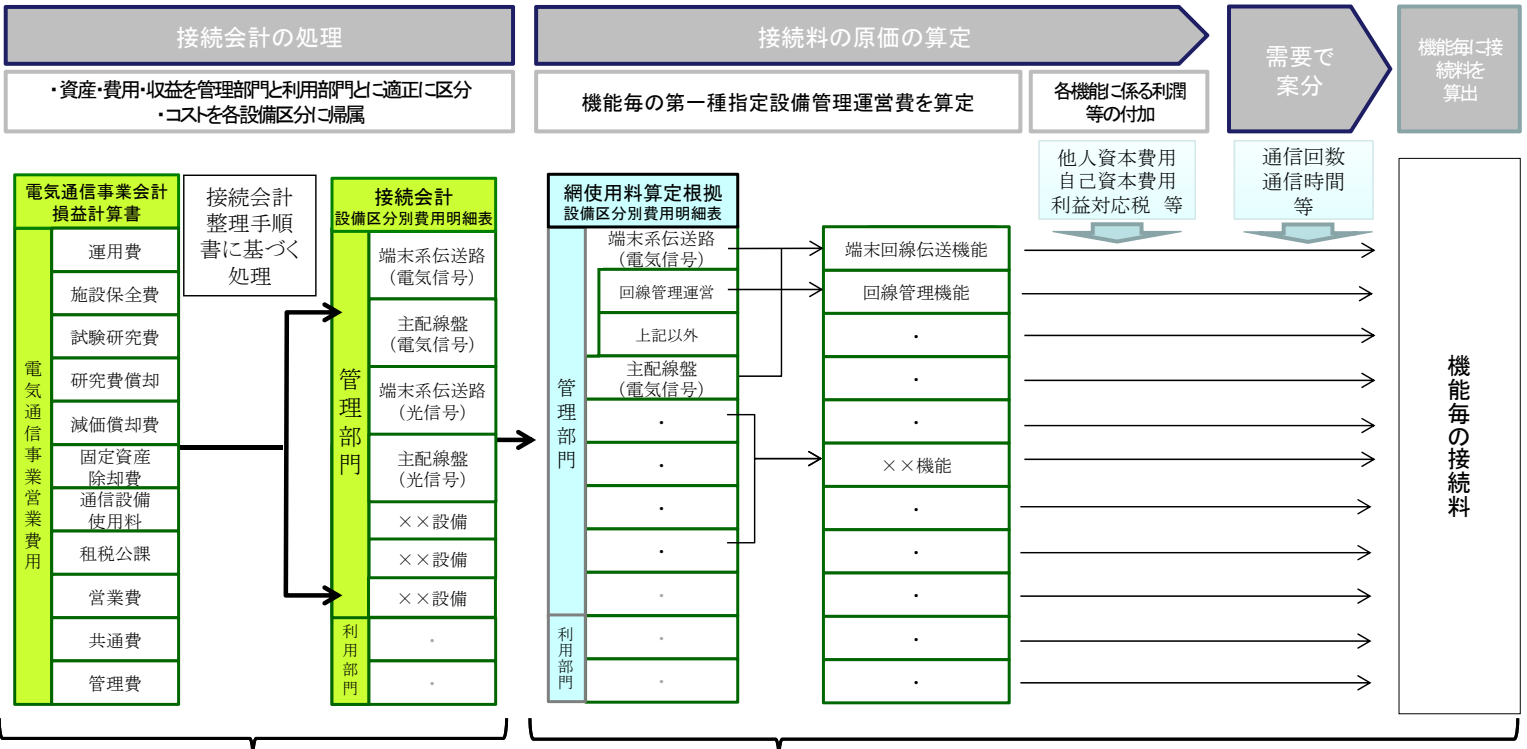 接続会計の処理
接続料の原価の算定
需要で
案分
機能毎に接
続料を
算出
・資産・費用・収益を管理部門と利用部門とに適正に区分
・コストを各設備区分に帰属
機能毎の第一種指定設備管理運営費を算定
各機能に係る利潤
等の付加
他人資本費用
自己資本費用
利益対応税 等
通信回数
通信時間
等
電気通信事業会計
損益計算書
電気通信事業営業費用
運用費
施設保全費
試験研究費
研究費償却
減価償却費
固定資産
除却費
通信設備
使用料
租税公課
営業費
共通費
管理費
接続会計
整理手順
書に基づく
処理
接続会計
設備区分別費用明細表
管理部門
端末系伝送路
(電気信号)
主配線盤
(電気信号)
端末系伝送路
(光信号)
主配線盤
(光信号)
××設備
××設備
××設備
利用部門
・
・
網使用料算定根拠
設備区分別費用明細表
管理部門
端末系伝送路
(電気信号)
回線管理運営
上記以外
主配線盤
(電気信号)
・
・
・
・
・
利用部門
・
・
端末回線伝送機能
回線管理機能
・
・
・
××機能
・
・
・
・
・
機能毎の接続料